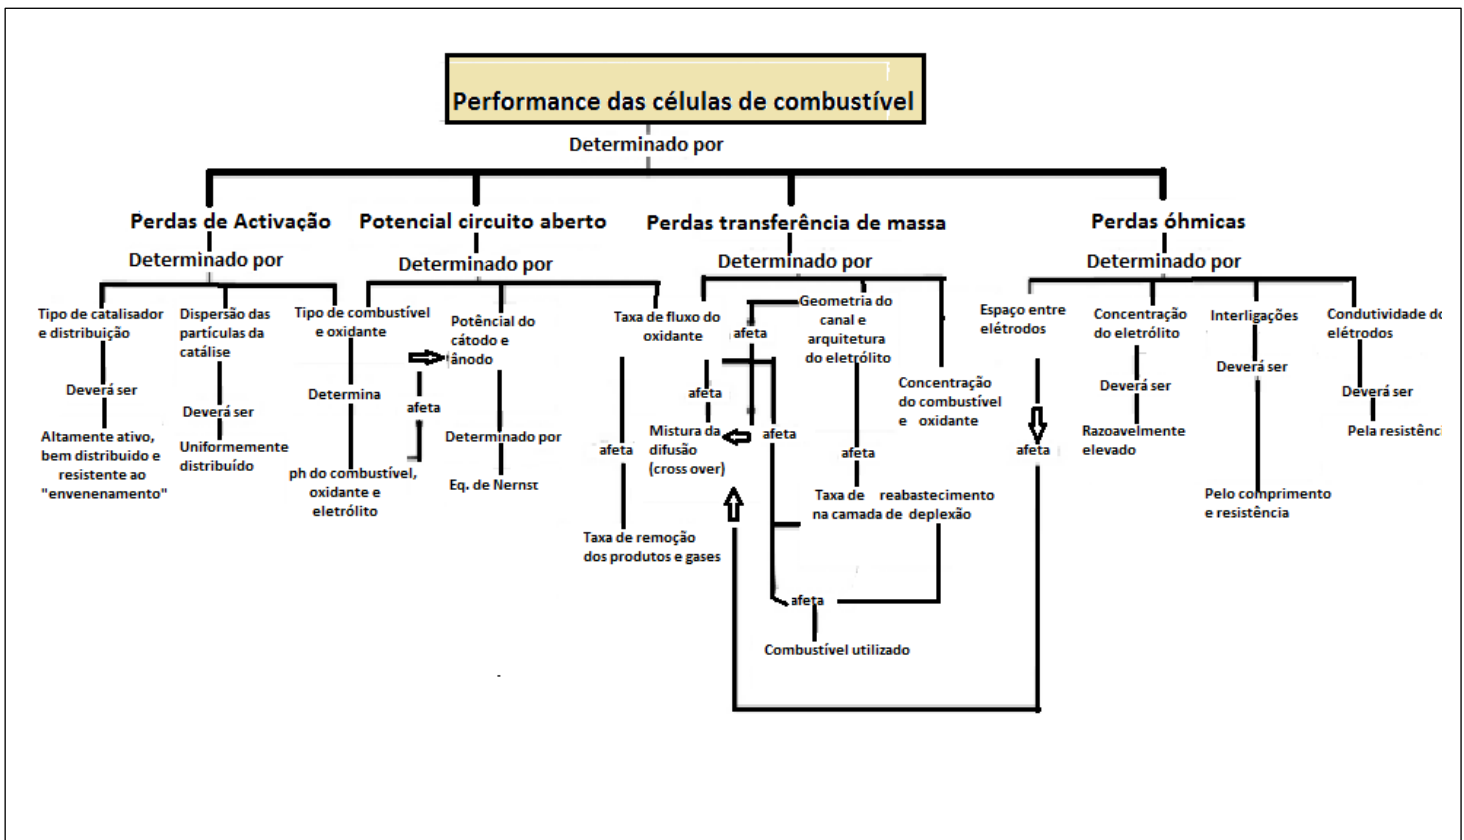 Performance das células de combustível
Determinado por
Perdas de Activação
Potencial circuito aberto
Perdas transferência de massa
Perdas óhmicas
Determinado por
Determinado por
Determinado por
Determinado por
Tipo de catalisador
e distribuição
Deverá ser
Altamente ativo,
bem distribuido e
resistente ao
"envenenamento"
Dispersão das
partículas da
catálise
Deverá ser
Uniformemente
distribuído
Tipo de combustível
e oxidante
Determina
ph do combustível,
oxidante e
eletrólito
afeta
Potêncial do
cátodo e
ânodo
Determinado por
Eq. de Nernst
Taxa de fluxo do
oxidante
afeta
Taxa de remoção
dos produtos e gases
afeta
Mistura da
difusão
(cross over)
afeta
afeta
Geometria do
canal e
arquitetura
do eletrólito
afeta
Taxa de reabastecimento
na camada de deplexão
afeta
Combustível utilizado
Concentração
do combustível
e oxidante
Espaço entre
elétrodos
afeta
Concentração
do eletrólito
Deverá ser
Razoavelmente
elevado
Interligações
Deverá ser
Pelo comprimento
e resistência
Condutividade do
elétrodos
Deverá ser
Pela resistênc